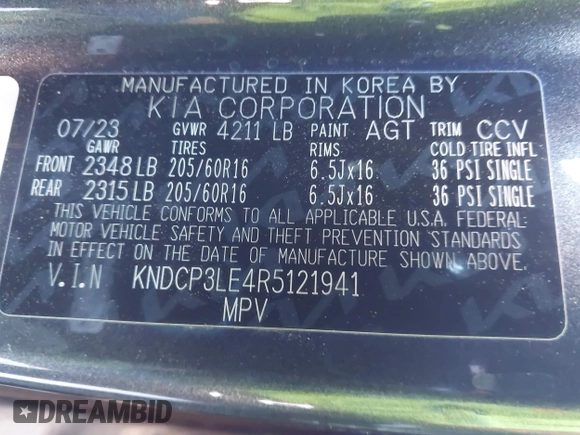 MANUFACTURED IN KOREA BY
KIA CORPORATION
07/23 GVWR 4211 LB PAINT AGT TRIM CCV
GAWR TIRES RIMS COLD TIRE INFL
FRONT 2348 LB 205/60R16 6.5Jx16 36 PSI SINGLE
REAR 2315 LB 205/60R16 6.5Jx16 36 PSI SINGLE
THIS VEHICLE CONFORMS TO ALL APPLICABLE U.S.A. FEDERAL
MOTOR VEHICLE SAFETY AND THEFT PREVENTION STANDARDS
IN EFFECT ON THE DATE OF MANUFACTURE SHOWN ABOVE.
V.I.N KNDCP3LE4R5121941
MPV
DREAMBID